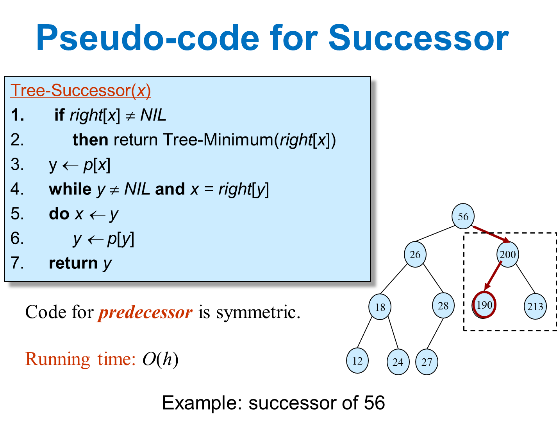 Pseudo-code for Successor
Tree-Successor(x)
1. if right[x] ≠ NIL
2. then return Tree-Minimum(right[x])
3. y ← p[x]
4. while y ≠ NIL and x = right[y]
5. do x ← y
6. y ← p[y]
7. return y
56
26 200
18 28 190 213
12 24 27
Code for predecessor is symmetric.
Running time: O(h)
Example: successor of 56